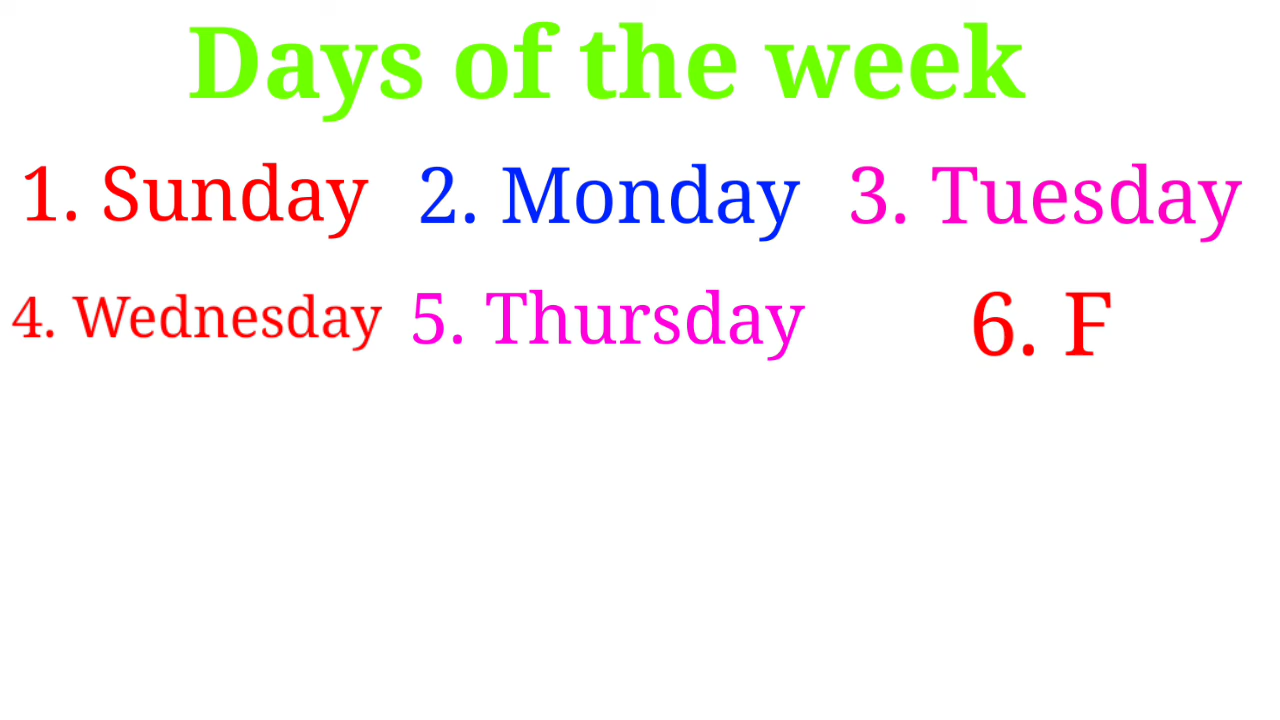 Days of the week
1. Sunday 2. Monday 3. Tuesday
4. Wednesday 5. Thursday 6. F